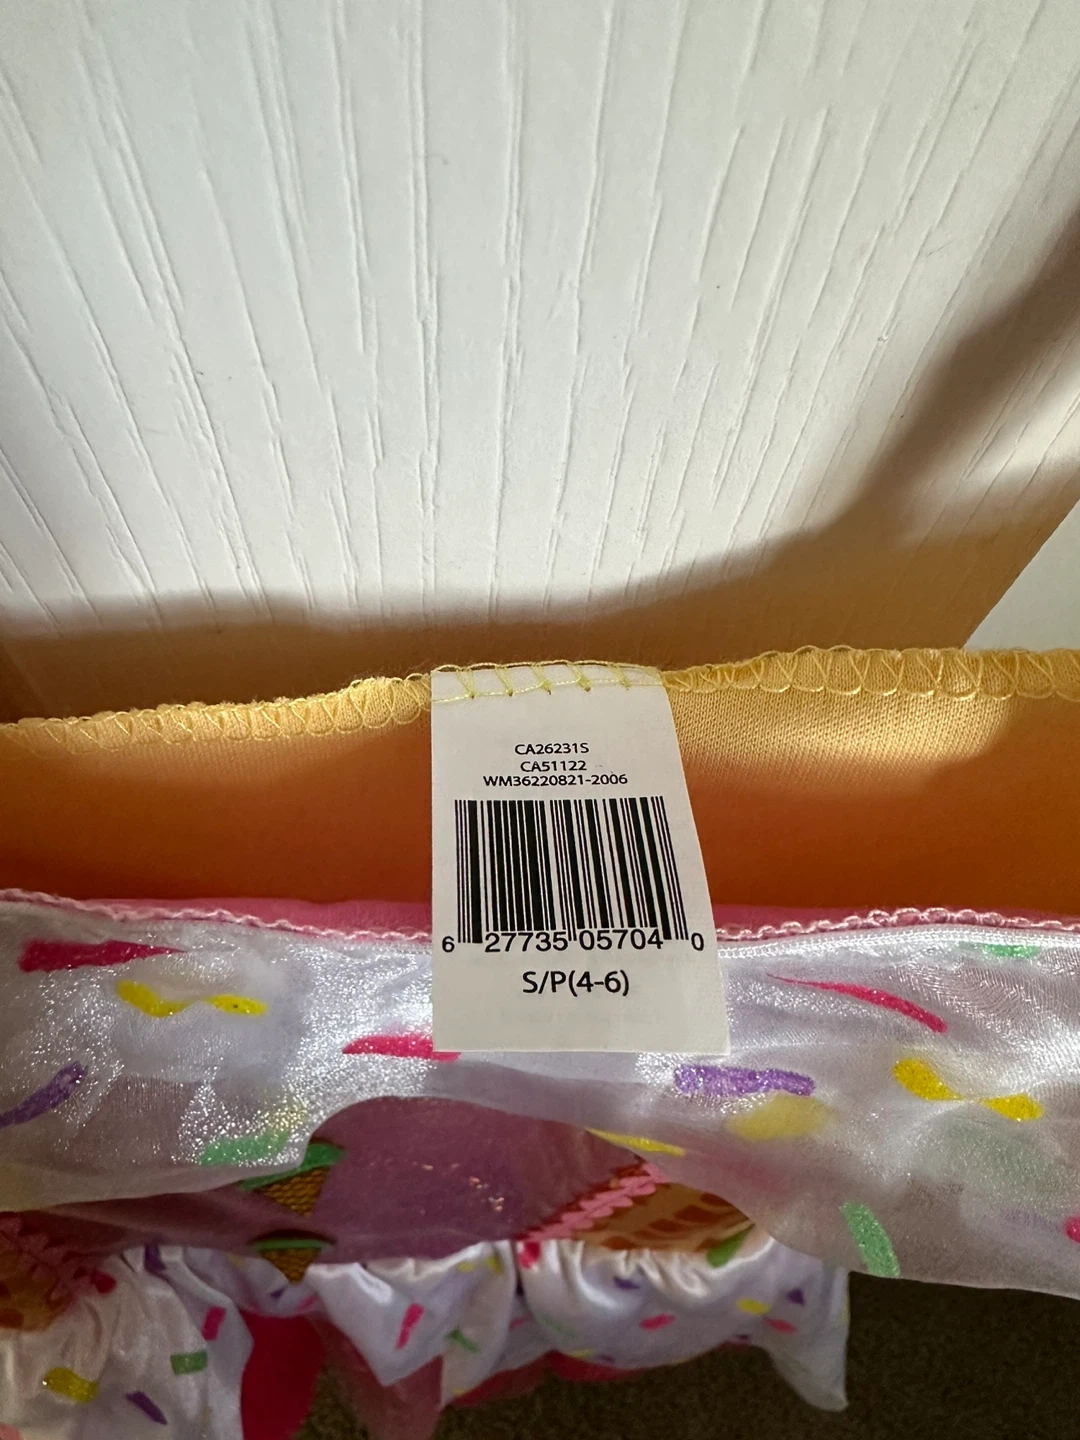 CA26231S
CA51122
WM36220821-2006
6 27735 05704 0
S/P(4-6)